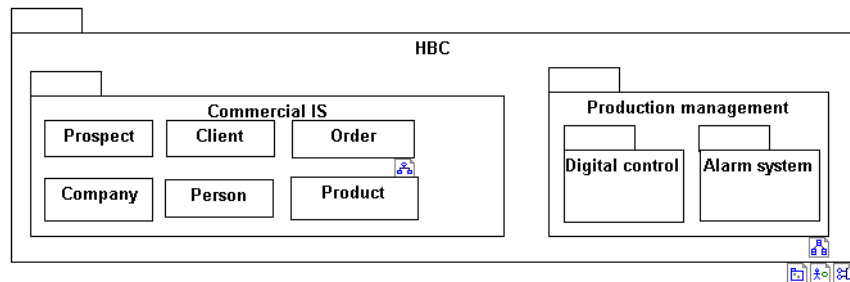 HBC
Commercial IS
Prospect Client Order
Company Person Product
Production management
Digital control Alarm system